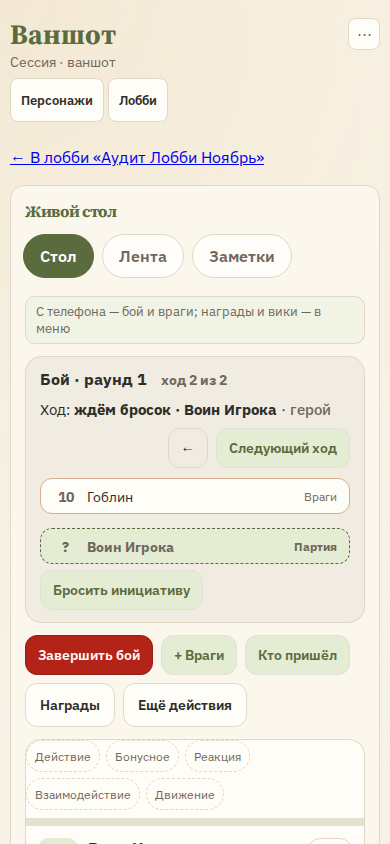 Ваншот
...
Сессия · ваншот
Персонажи Лобби
← В лобби «Аудит Лобби Ноябрь»
Живой стол
Стол Лента Заметки
С телефона — бой и враги; награды и вики — в
меню
Бой · раунд 1 ход 2 из 2
Ход: ждём бросок · Воин Игрока · герой
← Следующий ход
10 Гоблин Враги
? Воин Игрока Партия
Бросить инициативу
Завершить бой + Враги Кто пришёл
Награды Ещё действия
Действие Бонусное Реакция
Взаимодействие Движение